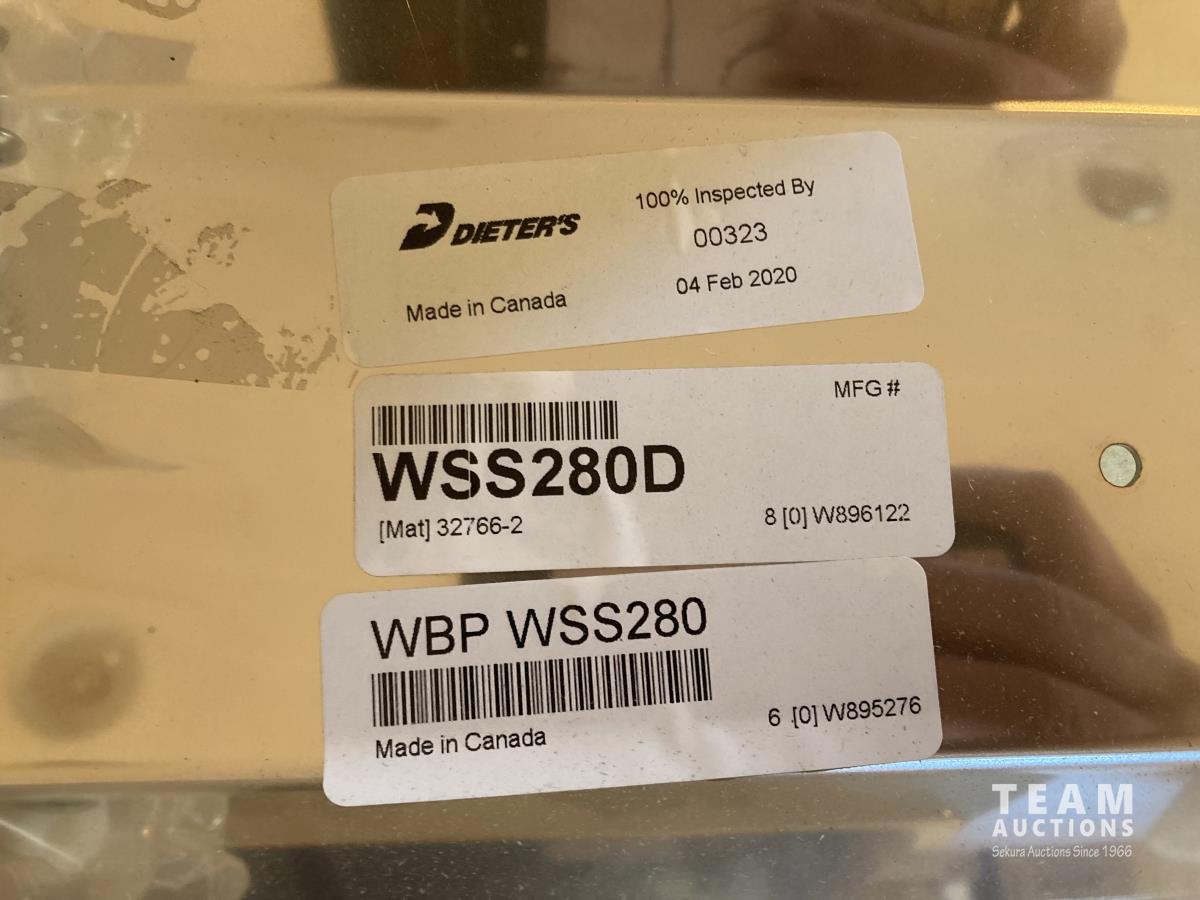 DIETER'S
Made in Canada
100% Inspected By
00323
04 Feb 2020
MFG #
WSS280D
[Mat] 32766-2
8 [0] W896122
WBP WSS280
Made in Canada
6 [0] W895276
TEAM
AUCTIONS
Sekura Auctions Since 1966